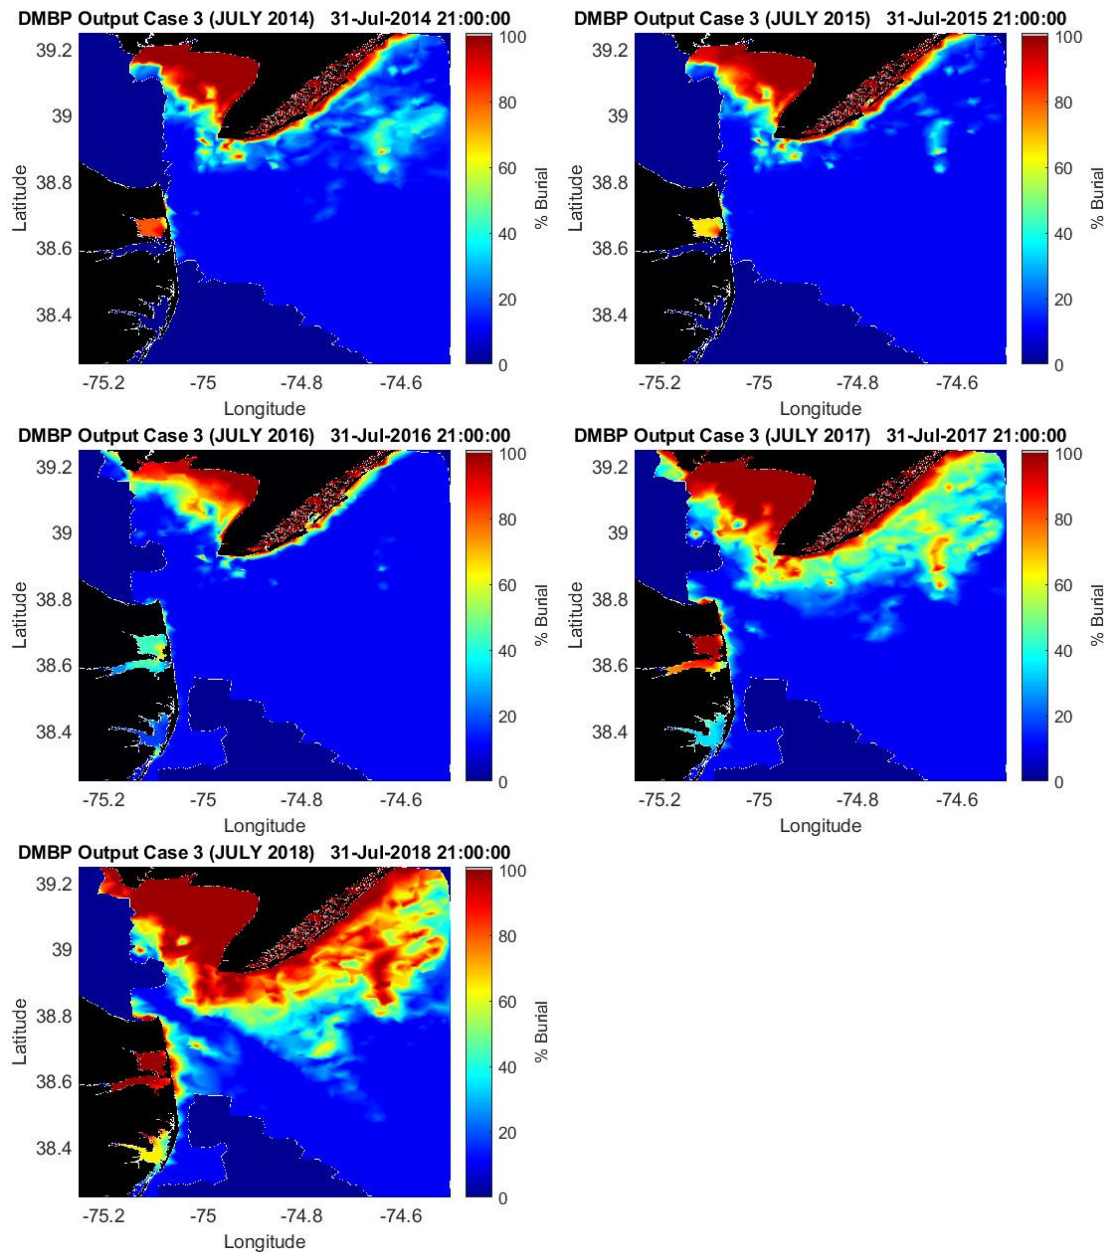 DMBP Output Case 3 (JULY 2014) 31-Jul-2014 21:00:00
39.2
39
38.8
38.6
38.4
Latitude
-75.2 -75 -74.8 -74.6
Longitude
100
80
60
40
20
0
% Burial
DMBP Output Case 3 (JULY 2015) 31-Jul-2015 21:00:00
39.2
39
38.8
38.6
38.4
Latitude
-75.2 -75 -74.8 -74.6
Longitude
100
80
60
40
20
0
% Burial
DMBP Output Case 3 (JULY 2016) 31-Jul-2016 21:00:00
39.2
39
38.8
38.6
38.4
Latitude
-75.2 -75 -74.8 -74.6
Longitude
100
80
60
40
20
0
% Burial
DMBP Output Case 3 (JULY 2017) 31-Jul-2017 21:00:00
39.2
39
38.8
38.6
38.4
Latitude
-75.2 -75 -74.8 -74.6
Longitude
100
80
60
40
20
0
% Burial
DMBP Output Case 3 (JULY 2018) 31-Jul-2018 21:00:00
39.2
39
38.8
38.6
38.4
Latitude
-75.2 -75 -74.8 -74.6
Longitude
100
80
60
40
20
0
% Burial